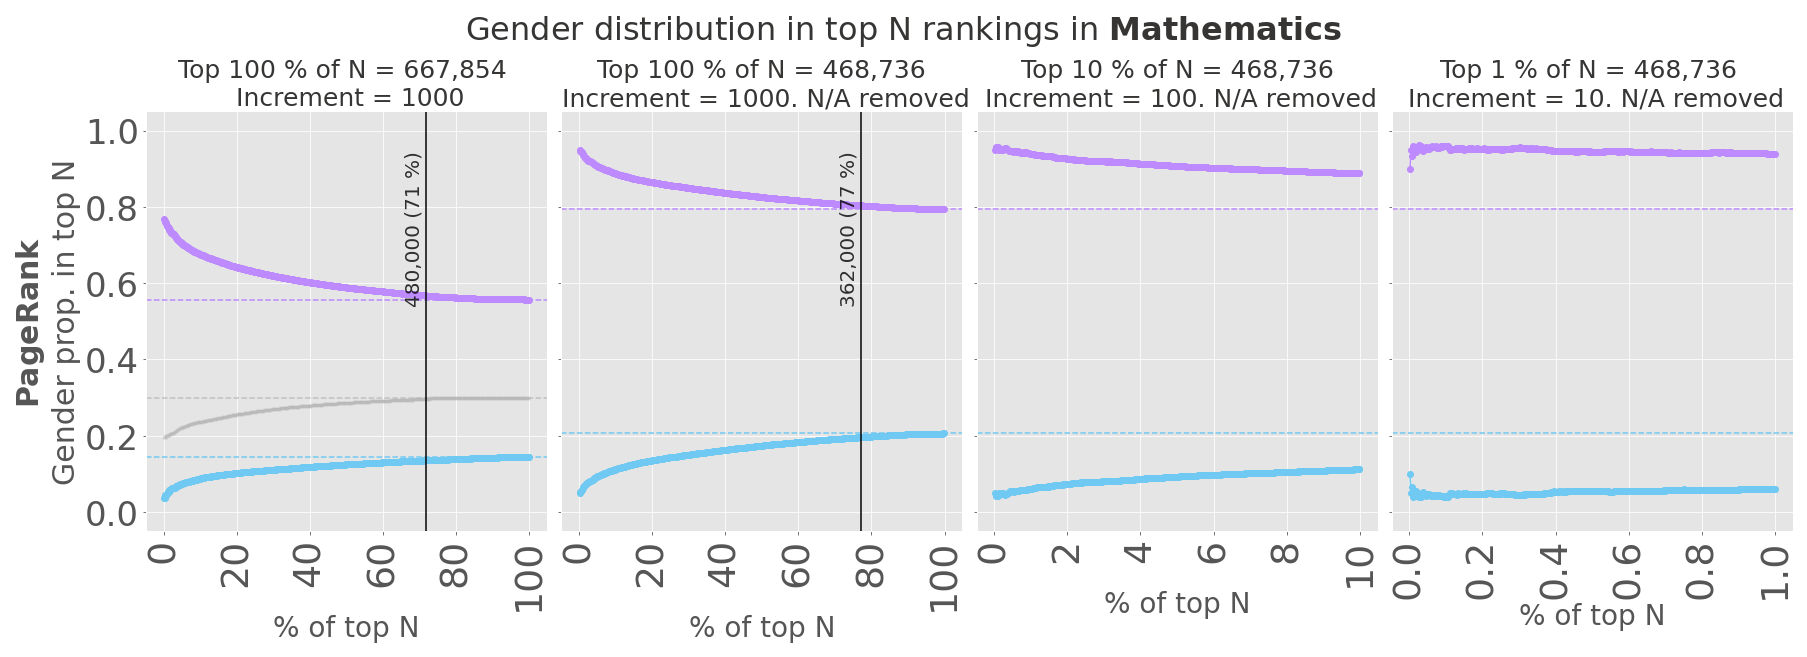 Gender distribution in top N rankings in Mathematics
Top 100 % of N = 667,854
Increment = 1000
Top 100 % of N = 468,736
Increment = 1000. N/A removed
Top 10 % of N = 468,736
Increment = 100. N/A removed
Top 1 % of N = 468,736
Increment = 10. N/A removed
PageRank
Gender prop. in top N
1.0
0.8
0.6
0.4
0.2
0.0
480,000 (71 %)
362,000 (77 %)
0 20 40 60 80 100
0 20 40 60 80 100
0 2 4 6 8 10
0.0 0.2 0.4 0.6 0.8 1.0
% of top N
% of top N
% of top N
% of top N